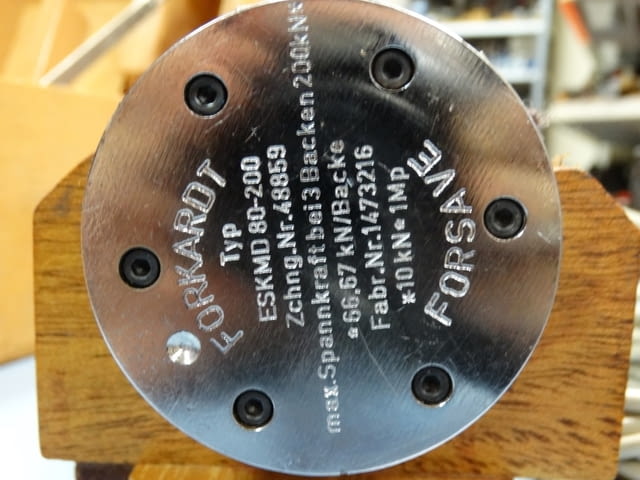 FORKARDT
Typ
ESKMD 80-200
Zchng.Nr.48859
max.Spannkraft bei 3 Backen 200kN*
≙66,67 kN/Backe
Fabr.Nr.1473216
*10 kN≙ 1Mp
FORSAVE